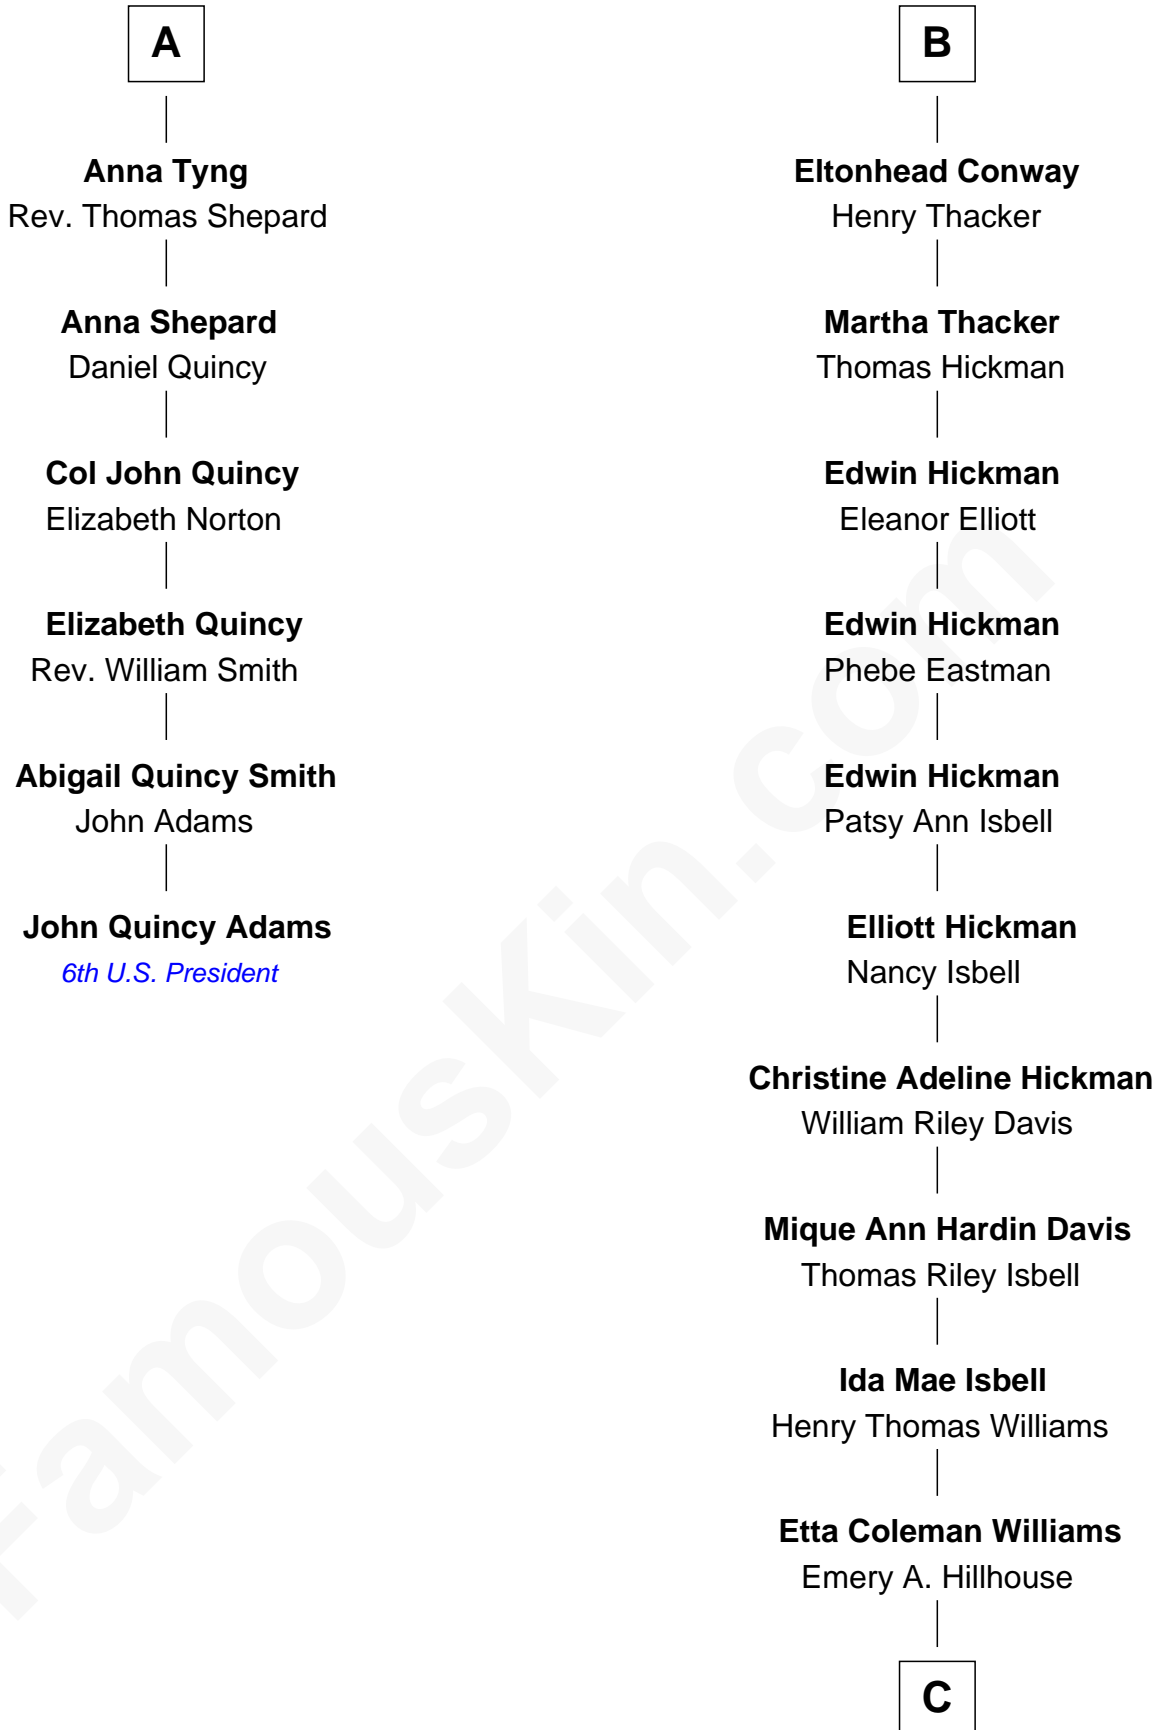 A
Anna Tyng
Rev. Thomas Shepard
Anna Shepard
Daniel Quincy
Col John Quincy
Elizabeth Norton
Elizabeth Quincy
Rev. William Smith
Abigail Quincy Smith
John Adams
John Quincy Adams
6th U.S. President
B
Eltonhead Conway
Henry Thacker
Martha Thacker
Thomas Hickman
Edwin Hickman
Eleanor Elliott
Edwin Hickman
Phebe Eastman
Edwin Hickman
Patsy Ann Isbell
Elliott Hickman
Nancy Isbell
Christine Adeline Hickman
William Riley Davis
Mique Ann Hardin Davis
Thomas Riley Isbell
Ida Mae Isbell
Henry Thomas Williams
Etta Coleman Williams
Emery A. Hillhouse
C
FamousKin.com